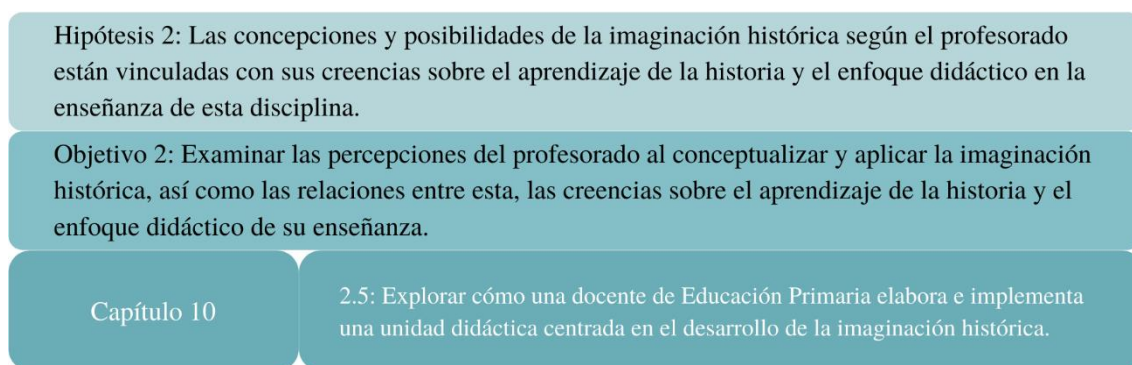 Hipótesis 2: Las concepciones y posibilidades de la imaginación histórica según el profesorado
están vinculadas con sus creencias sobre el aprendizaje de la historia y el enfoque didáctico en la
enseñanza de esta disciplina.
Objetivo 2: Examinar las percepciones del profesorado al conceptualizar y aplicar la imaginación
histórica, así como las relaciones entre esta, las creencias sobre el aprendizaje de la historia y el
enfoque didáctico de su enseñanza.
Capítulo 10
2.5: Explorar cómo una docente de Educación Primaria elabora e implementa
una unidad didáctica centrada en el desarrollo de la imaginación histórica.